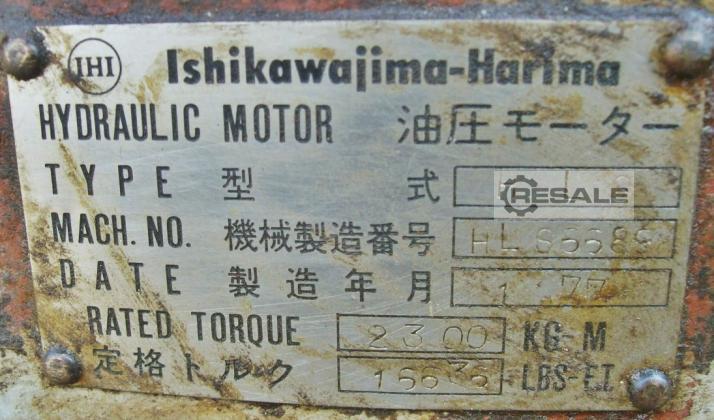 IHI Ishikawajima-Harima
HYDRAULIC MOTOR 油圧モーター
TYPE 型 式
RESALE
MACH. NO. 機械製造番号
DATE 製造年月 1 77
RATED TORQUE 2300 KG-M
定格トルク LBS-FT